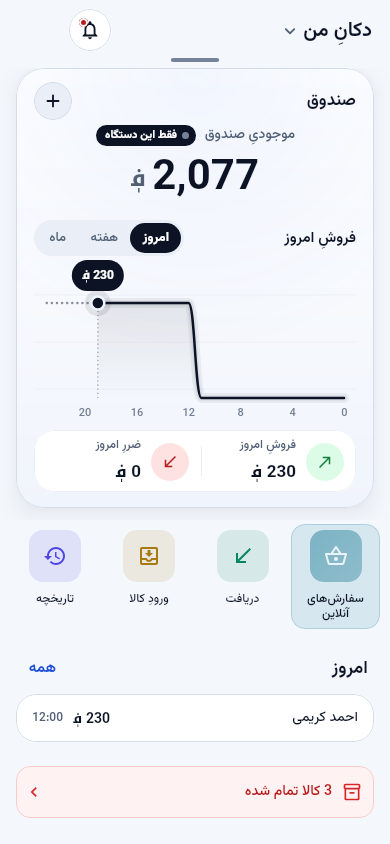 دکانِ من
صندوق
موجودیِ صندوق
فقط این دستگاه
2,077 ؋
فروشِ امروز
امروز هفته ماه
230 ؋
0 4 8 12 16 20
فروشِ امروز
230 ؋
ضررِ امروز
0 ؋
سفارش‌های آنلاین
دریافت
ورودِ کالا
تاریخچه
امروز
همه
احمد کریمی
230 ؋
12:00
3 کالا تمام شده